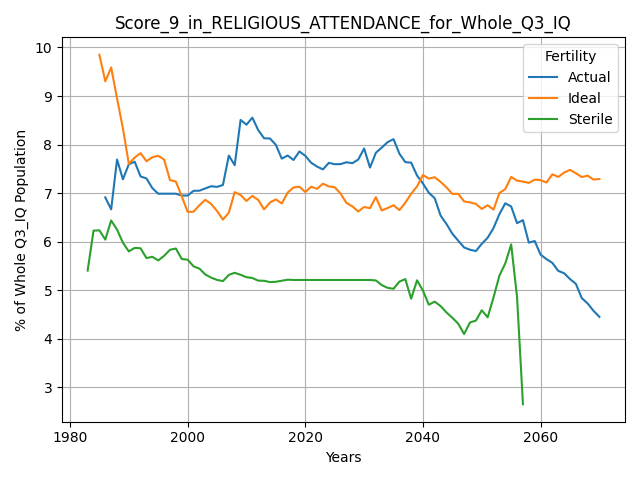 Score_9_in_RELIGIOUS_ATTENDANCE_for_Whole_Q3_IQ
Fertility
Actual
Ideal
Sterile
% of Whole Q3_IQ Population
10
9
8
7
6
5
4
3
1980
2000
2020
2040
2060
Years